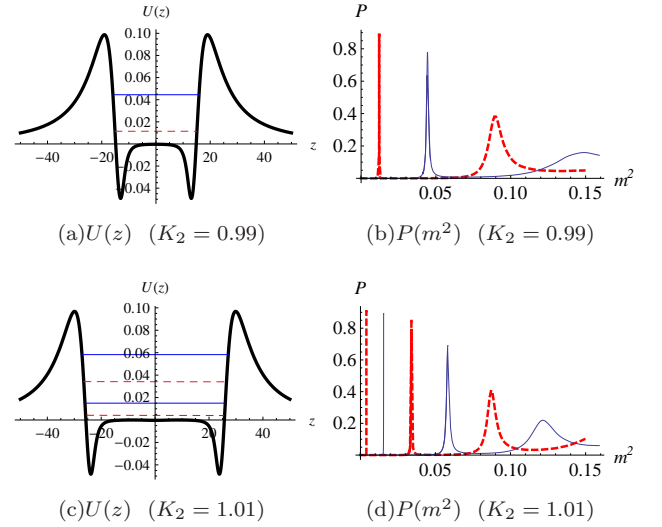 U(z)
0.10
0.08
0.06
0.04
0.02
−0.02
−0.04
−40 −20 0 20 40 z
P
0.8
0.6
0.4
0.2
0.05 0.10 0.15 m²
(a)U(z) (K₂ = 0.99)
(b)P(m²) (K₂ = 0.99)
U(z)
0.10
0.08
0.06
0.04
0.02
−0.02
−0.04
−40 −20 0 20 40 z
P
0.8
0.6
0.4
0.2
0.05 0.10 0.15 m²
(c)U(z) (K₂ = 1.01)
(d)P(m²) (K₂ = 1.01)